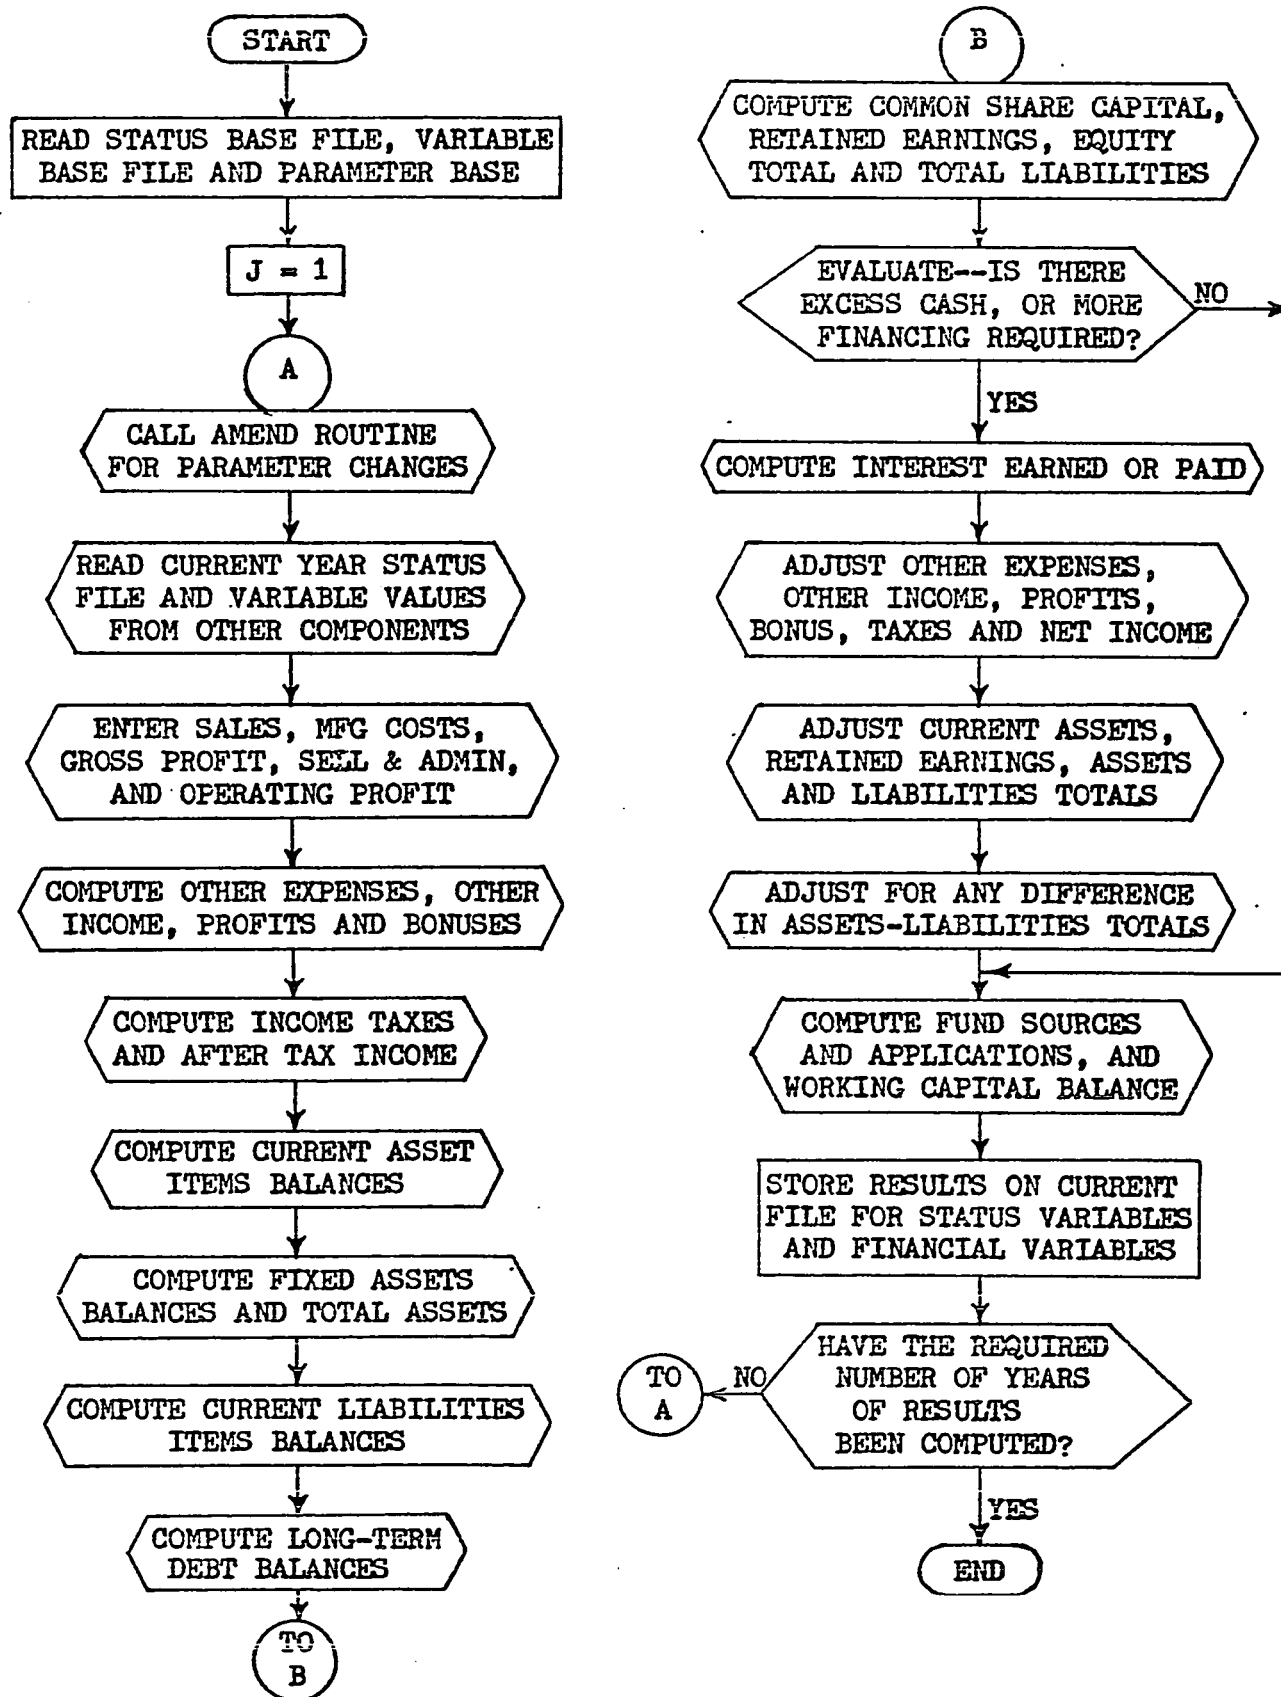 START
READ STATUS BASE FILE, VARIABLE
BASE FILE AND PARAMETER BASE
J = 1
A
CALL AMEND ROUTINE
FOR PARAMETER CHANGES
READ CURRENT YEAR STATUS
FILE AND VARIABLE VALUES
FROM OTHER COMPONENTS
ENTER SALES, MFG COSTS,
GROSS PROFIT, SELL & ADMIN,
AND OPERATING PROFIT
COMPUTE OTHER EXPENSES, OTHER
INCOME, PROFITS AND BONUSES
COMPUTE INCOME TAXES
AND AFTER TAX INCOME
COMPUTE CURRENT ASSET
ITEMS BALANCES
COMPUTE FIXED ASSETS
BALANCES AND TOTAL ASSETS
COMPUTE CURRENT LIABILITIES
ITEMS BALANCES
COMPUTE LONG-TERM
DEBT BALANCES
TO
B
B
COMPUTE COMMON SHARE CAPITAL,
RETAINED EARNINGS, EQUITY
TOTAL AND TOTAL LIABILITIES
EVALUATE--IS THERE
EXCESS CASH, OR MORE
FINANCING REQUIRED?
NO
YES
COMPUTE INTEREST EARNED OR PAID
ADJUST OTHER EXPENSES,
OTHER INCOME, PROFITS,
BONUS, TAXES AND NET INCOME
ADJUST CURRENT ASSETS,
RETAINED EARNINGS, ASSETS
AND LIABILITIES TOTALS
ADJUST FOR ANY DIFFERENCE
IN ASSETS-LIABILITIES TOTALS
COMPUTE FUND SOURCES
AND APPLICATIONS, AND
WORKING CAPITAL BALANCE
STORE RESULTS ON CURRENT
FILE FOR STATUS VARIABLES
AND FINANCIAL VARIABLES
HAVE THE REQUIRED
NUMBER OF YEARS
OF RESULTS
BEEN COMPUTED?
NO
TO
A
YES
END